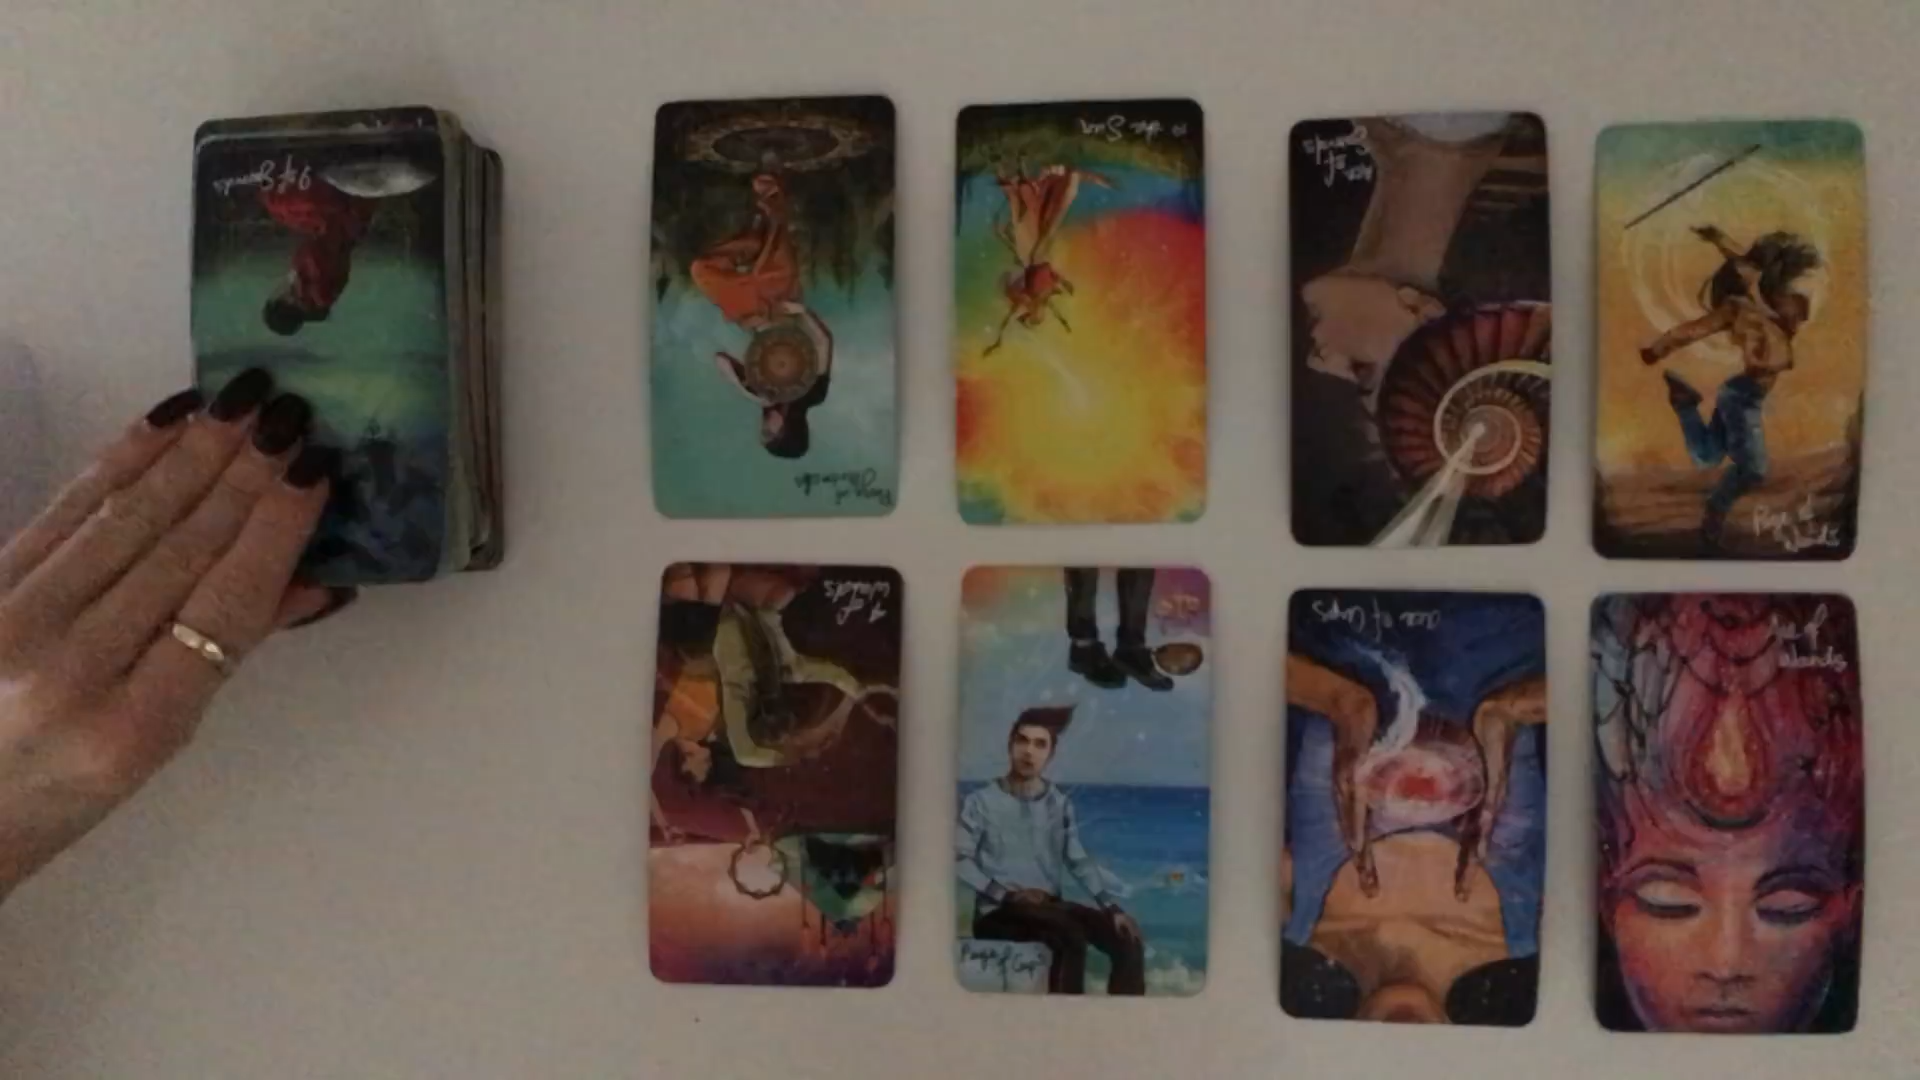 9 of Swords
Page of
Pentacles
19 the Sun
Ace
of
Swords
Page of
Wands
4 of
wands
Page of Cups
ace of Cups
Ace of
Wands